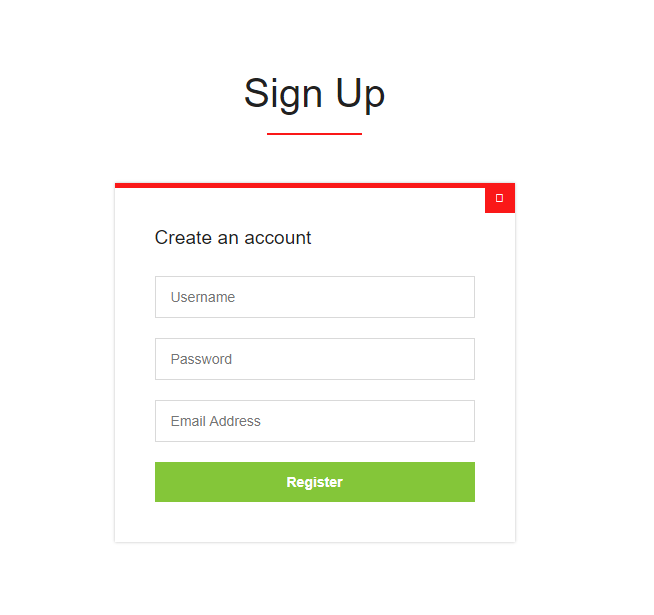 Sign Up
Create an account
Username
Password
Email Address
Register